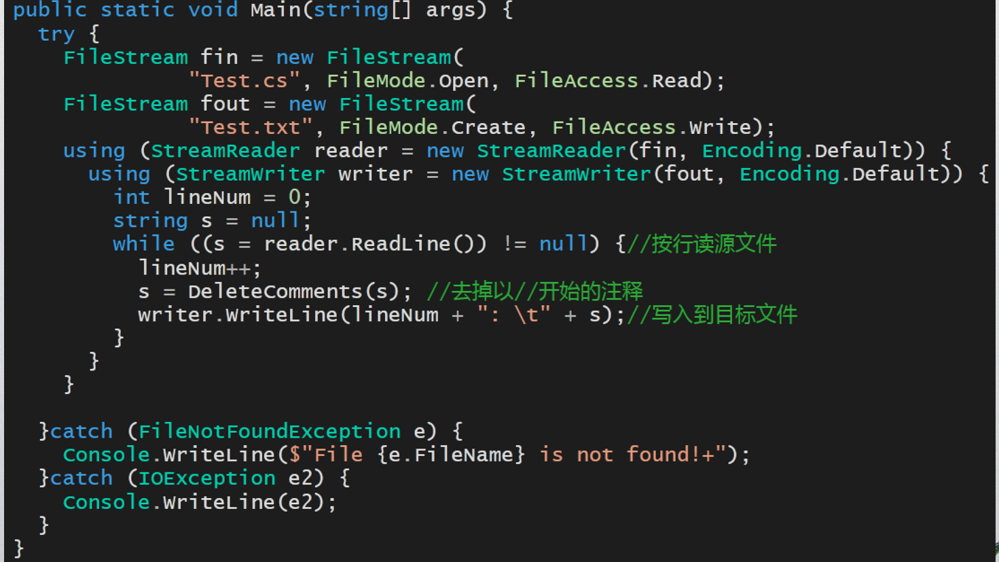 public static void Main(string[] args) {
  try {
    FileStream fin = new FileStream(
              "Test.cs", FileMode.Open, FileAccess.Read);
    FileStream fout = new FileStream(
              "Test.txt", FileMode.Create, FileAccess.Write);
    using (StreamReader reader = new StreamReader(fin, Encoding.Default)) {
      using (StreamWriter writer = new StreamWriter(fout, Encoding.Default)) {
        int lineNum = 0;
        string s = null;
        while ((s = reader.ReadLine()) != null) {//按行读源文件
          lineNum++;
          s = DeleteComments(s); //去掉以//开始的注释
          writer.WriteLine(lineNum + ": \t" + s);//写入到目标文件
        }
      }
    }
  }catch (FileNotFoundException e) {
    Console.WriteLine($"File {e.FileName} is not found!+");
  }catch (IOException e2) {
    Console.WriteLine(e2);
  }
}